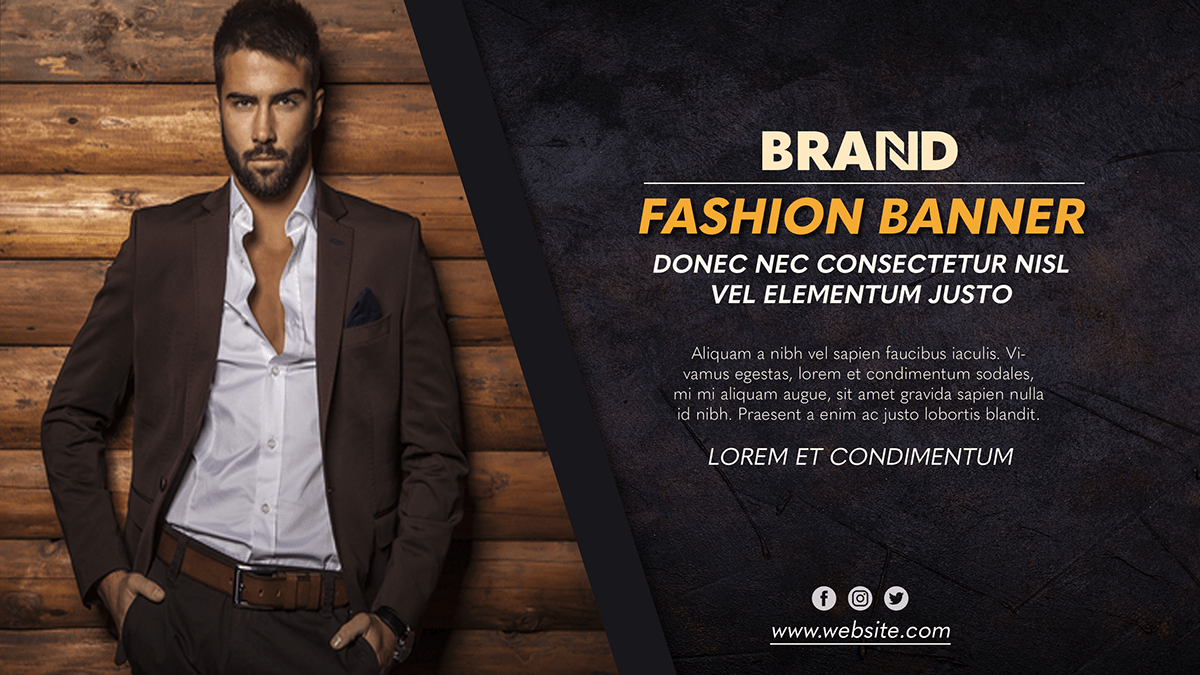 BRAND
FASHION BANNER
DONEC NEC CONSECTETUR NISL
VEL ELEMENTUM JUSTO
Aliquam a nibh vel sapien faucibus iaculis. Vi-
vamus egestas, lorem et condimentum sodales,
mi mi aliquam augue, sit amet gravida sapien nulla
id nibh. Praesent a enim ac justo lobortis blandit.
LOREM ET CONDIMENTUM
www.website.com